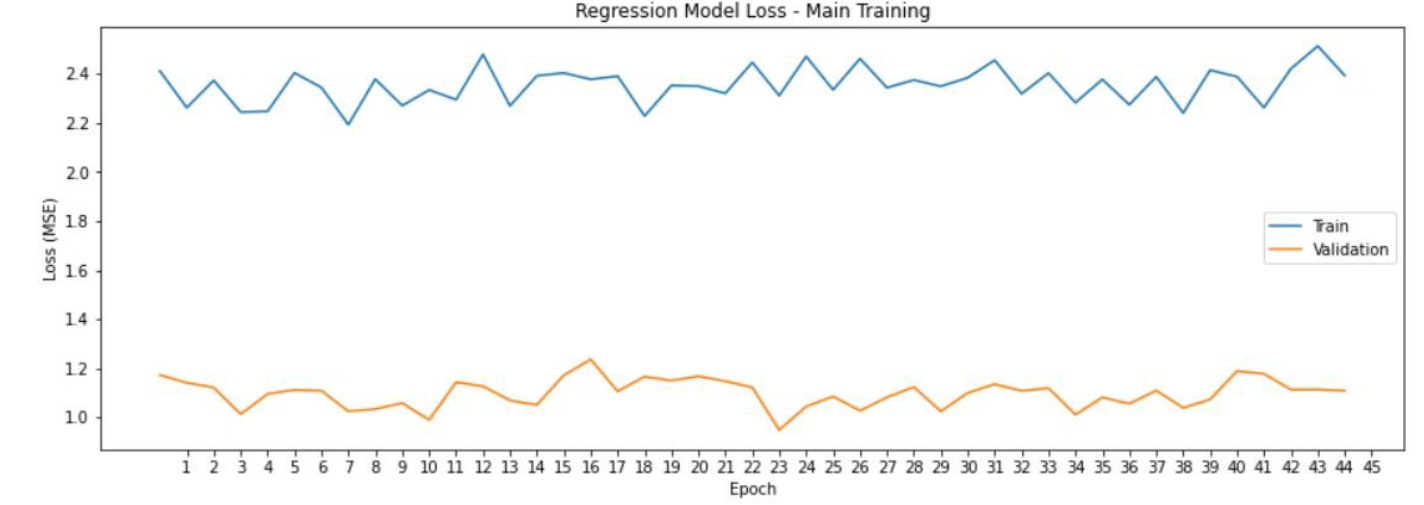 Regression Model Loss - Main Training
2.4
2.2
2.0
1.8
1.6
1.4
1.2
1.0
Loss (MSE)
Train
Validation
1 2 3 4 5 6 7 8 9 10 11 12 13 14 15 16 17 18 19 20 21 22 23 24 25 26 27 28 29 30 31 32 33 34 35 36 37 38 39 40 41 42 43 44 45
Epoch